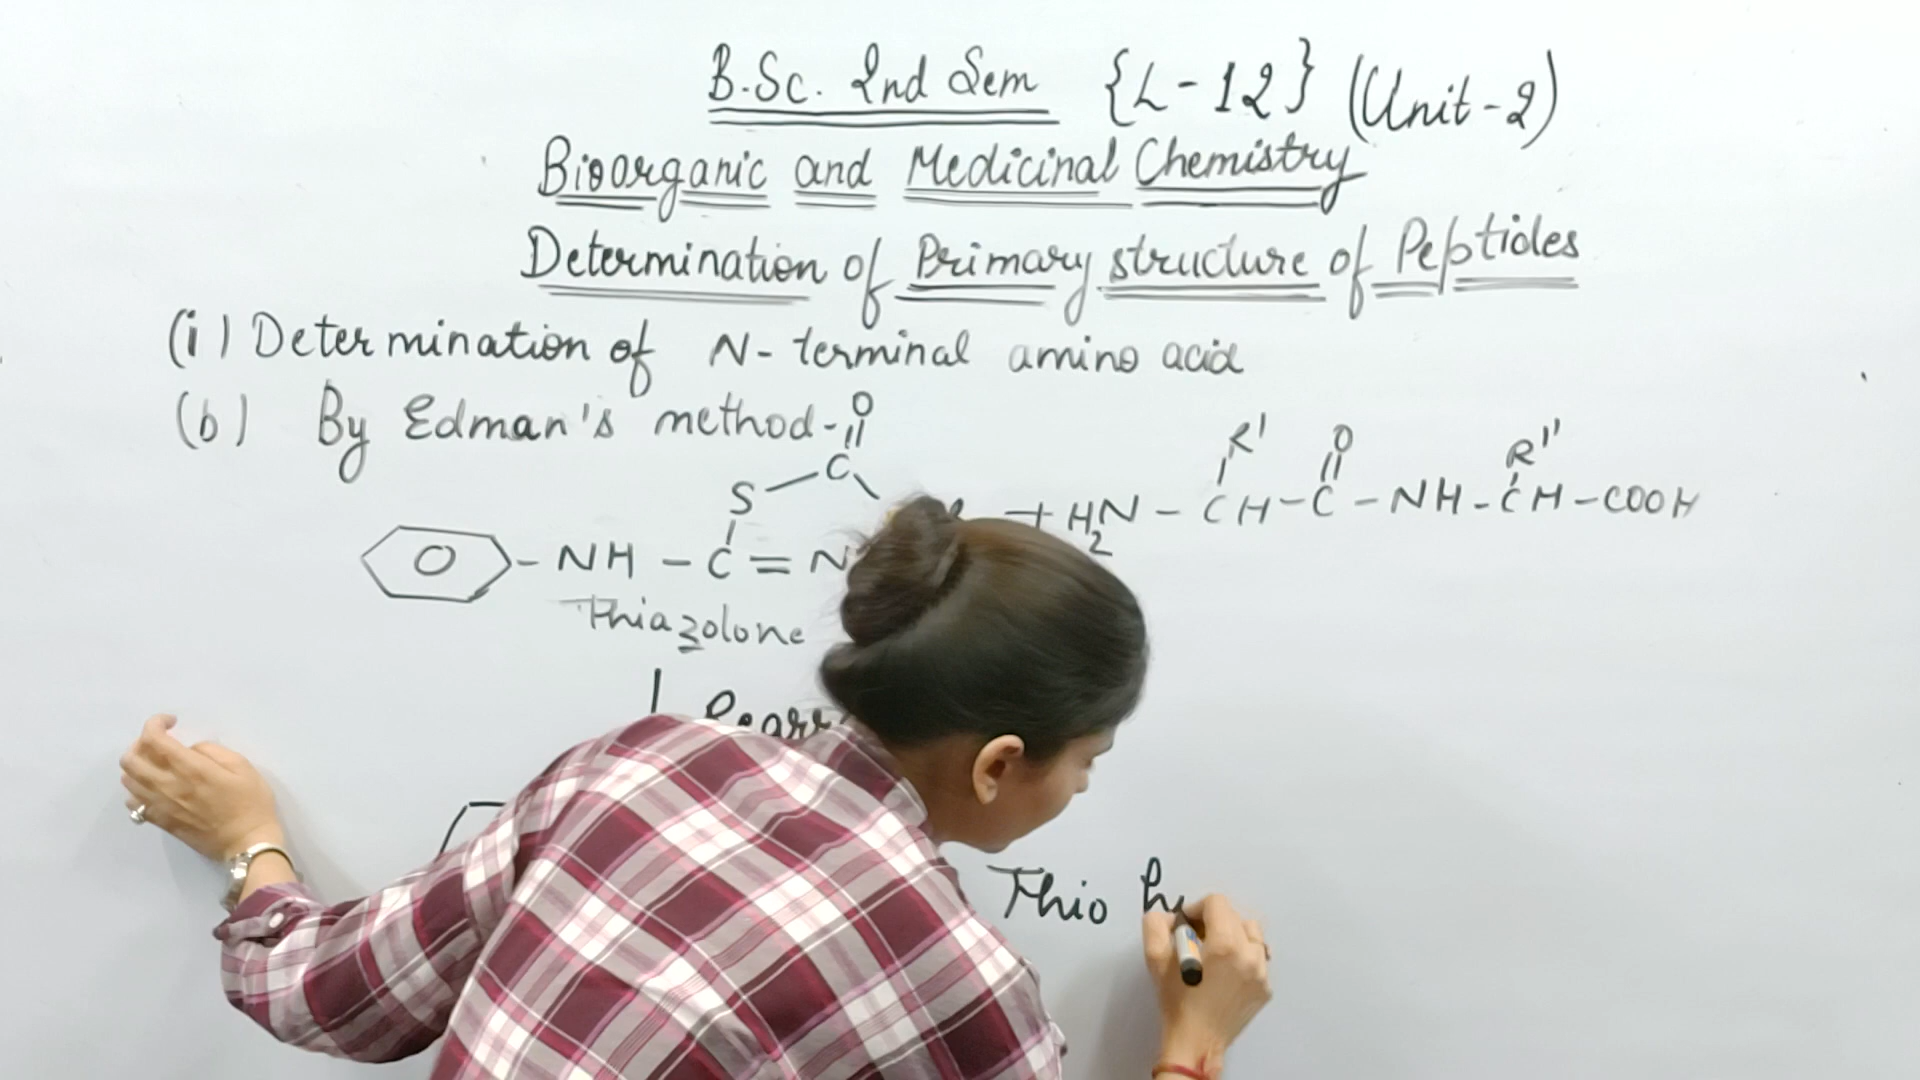 B.Sc. 2nd Sem {L-12} (Unit-2)
Bioorganic and Medicinal Chemistry
Determination of Primary structure of Peptides
(i) Determination of N-terminal amino acid
(b) By Edman's method-
O
R' O R"
C
S
+ H2N - CH - C - NH - CH - COOH
O - NH - C = N
Thiazolone
Thio